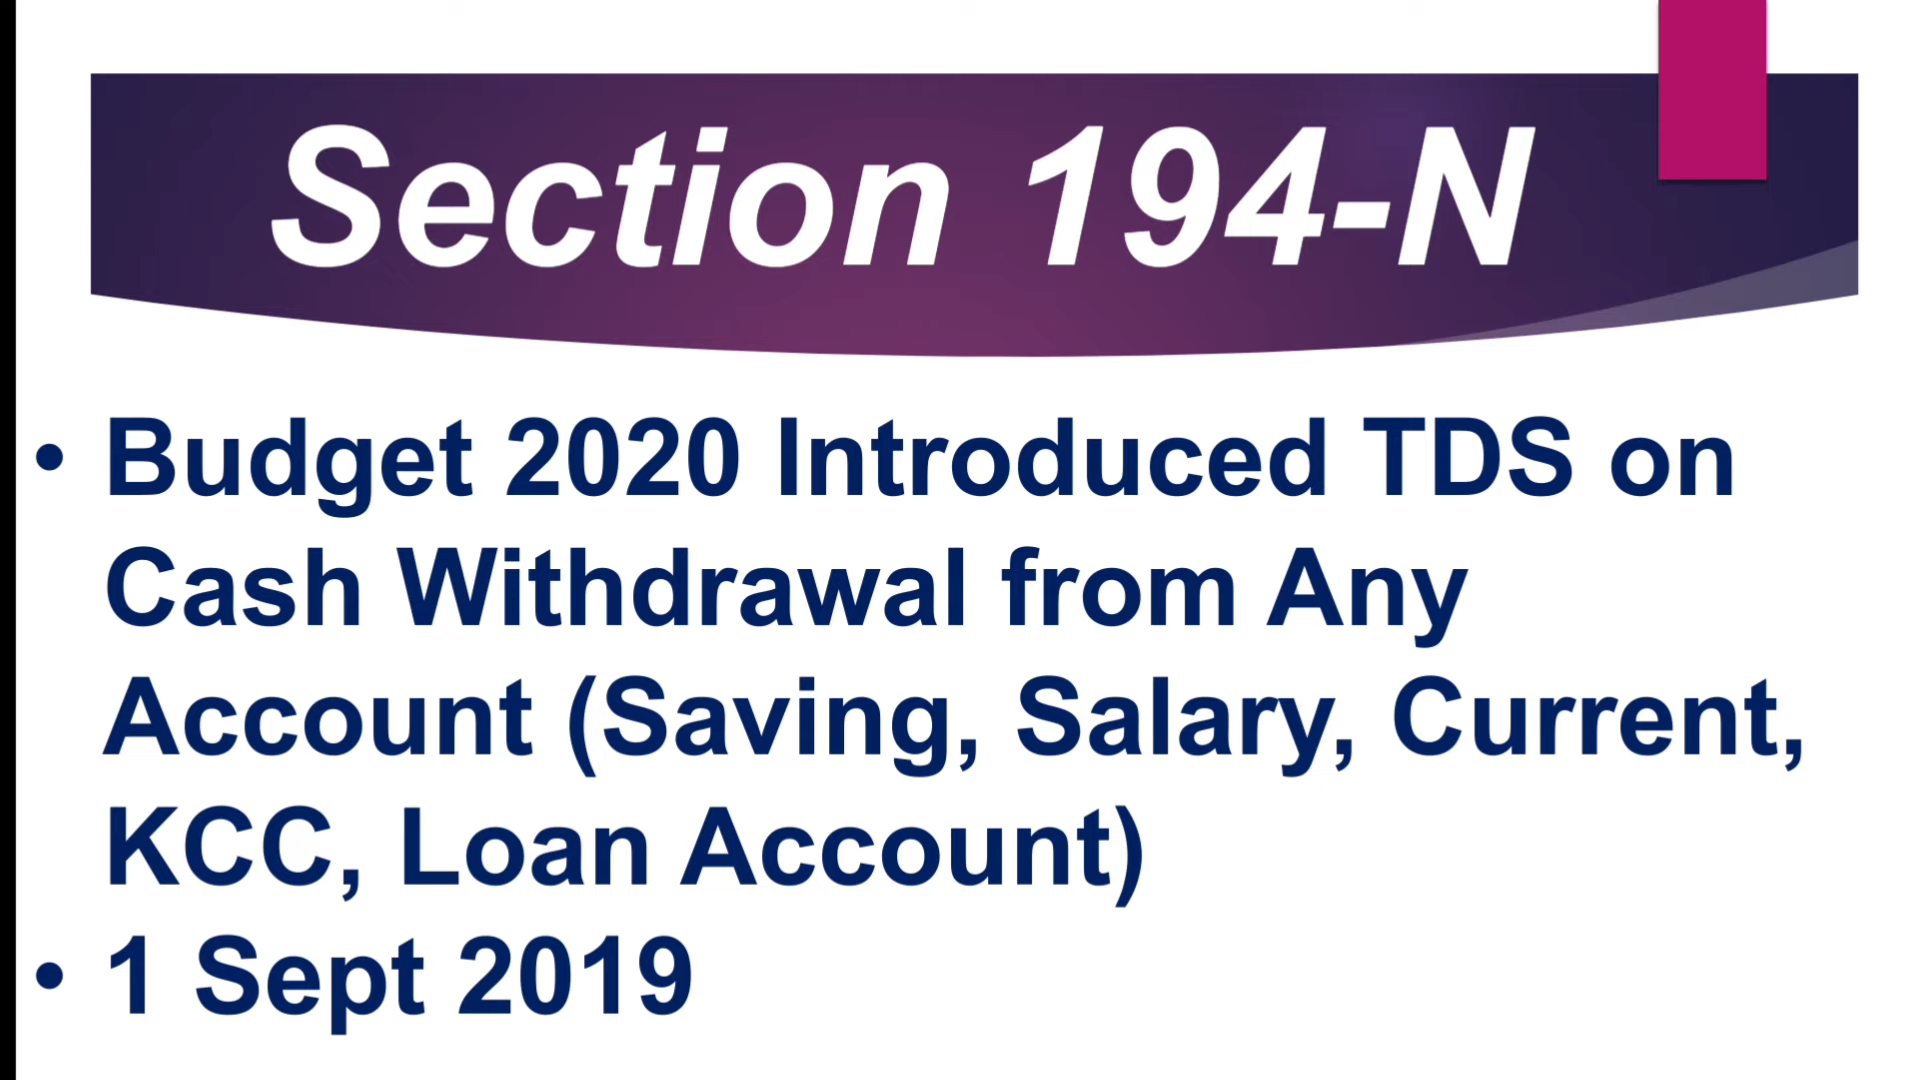 Section 194-N
• Budget 2020 Introduced TDS on
Cash Withdrawal from Any
Account (Saving, Salary, Current,
KCC, Loan Account)
• 1 Sept 2019